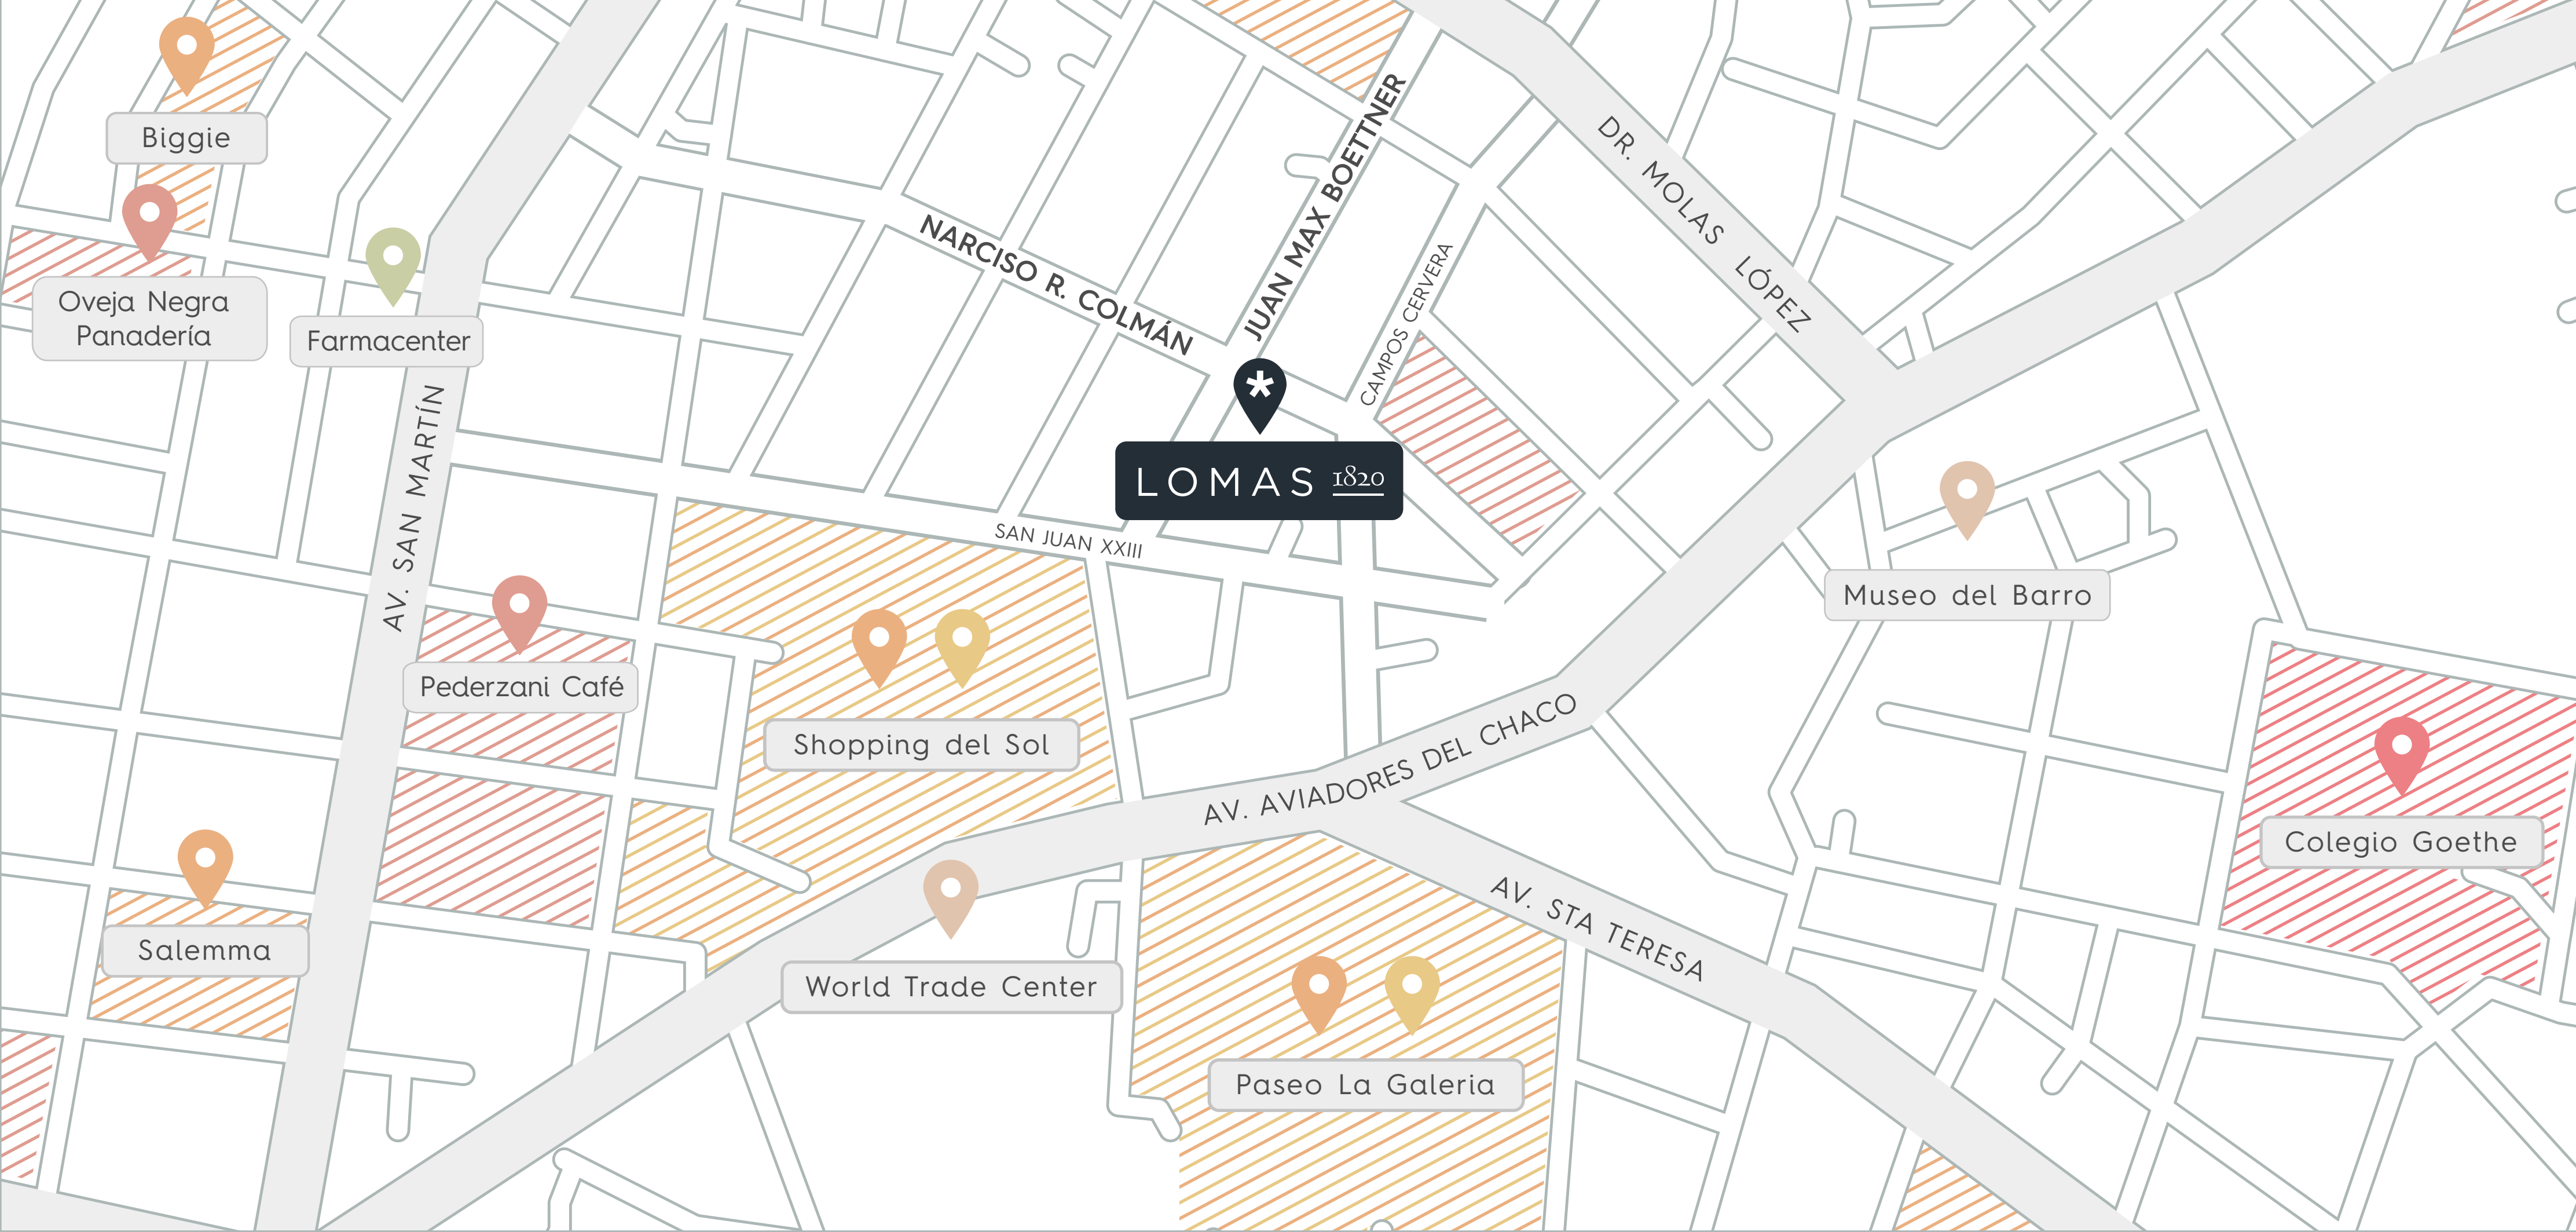 Biggie
Oveja Negra
Panadería
Farmacenter
AV. SAN MARTÍN
NARCISO R. COLMÁN
JUAN MAX BOETTNER
CAMPOS CERVERA
DR. MOLAS LÓPEZ
*
LOMAS 1820
SAN JUAN XXIII
Museo del Barro
Pederzani Café
Shopping del Sol
AV. AVIADORES DEL CHACO
Colegio Goethe
Salemma
World Trade Center
AV. STA TERESA
Paseo La Galeria